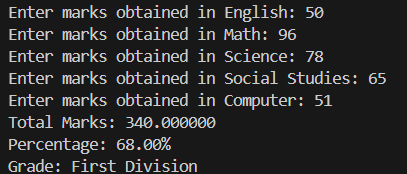 Enter marks obtained in English: 50
Enter marks obtained in Math: 96
Enter marks obtained in Science: 78
Enter marks obtained in Social Studies: 65
Enter marks obtained in Computer: 51
Total Marks: 340.000000
Percentage: 68.00%
Grade: First Division